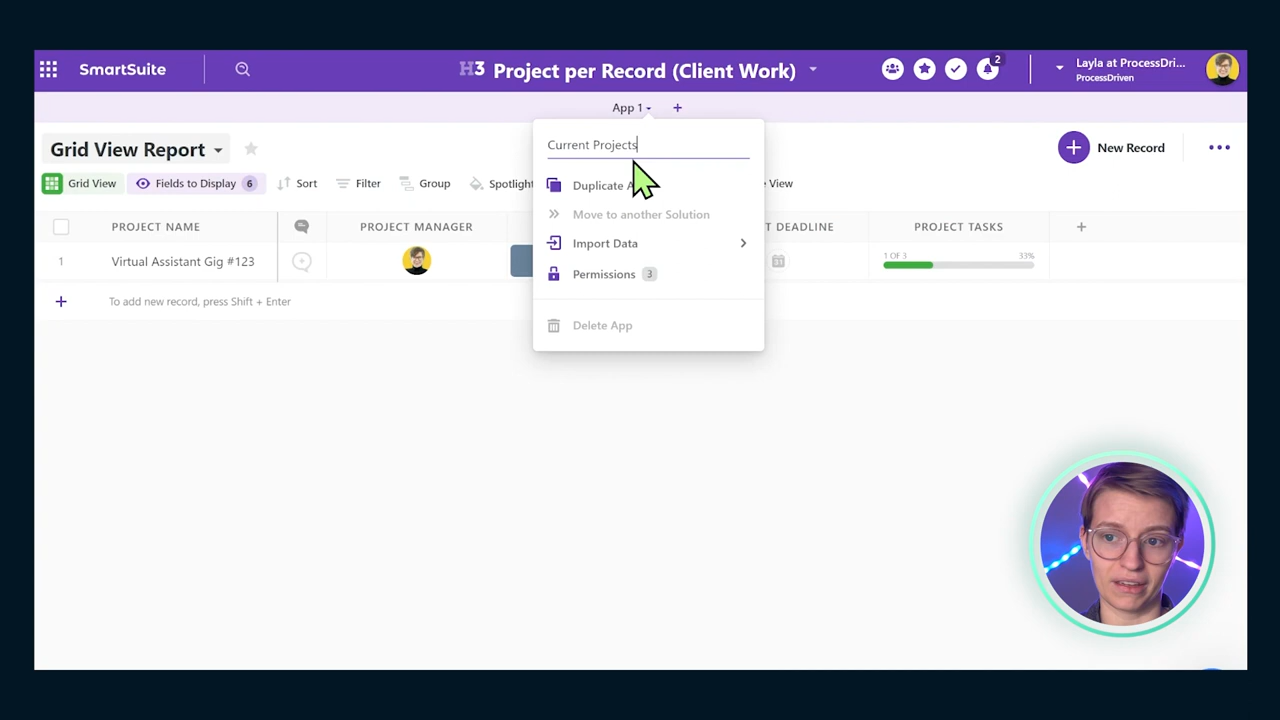 SmartSuite
H3 Project per Record (Client Work)
2
Layla at ProcessDri...
ProcessDriven
App 1
+
Grid View Report
Current Projects
New Record
Grid View
Fields to Display 6
Sort
Filter
Group
Spotlight
Duplicate A
e View
Move to another Solution
PROJECT NAME
PROJECT MANAGER
T DEADLINE
PROJECT TASKS
+
Import Data
1
Virtual Assistant Gig #123
31
1 OF 3
33%
Permissions 3
+
To add new record, press Shift + Enter
Delete App